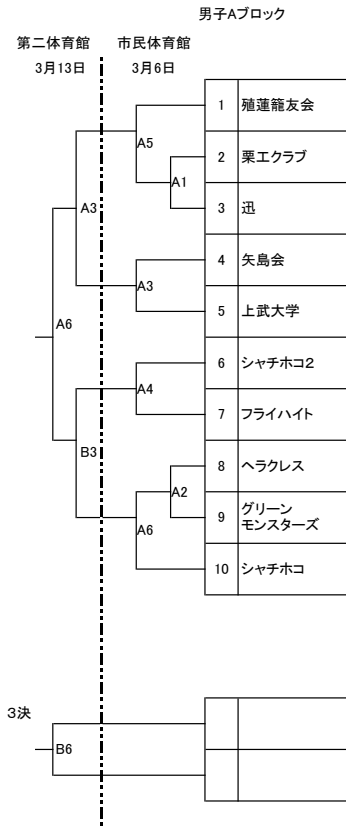 男子Aブロック
第二体育館 市民体育館
3月13日 3月6日
1 殖蓮籠友会
A5
2 栗工クラブ
A1
A3
3 迅
4 矢島会
A3
5 上武大学
A6
6 シャチホコ2
A4
7 フライハイト
B3
8 ヘラクレス
A2
9 グリーン
モンスターズ
A6
10 シャチホコ
3決
B6